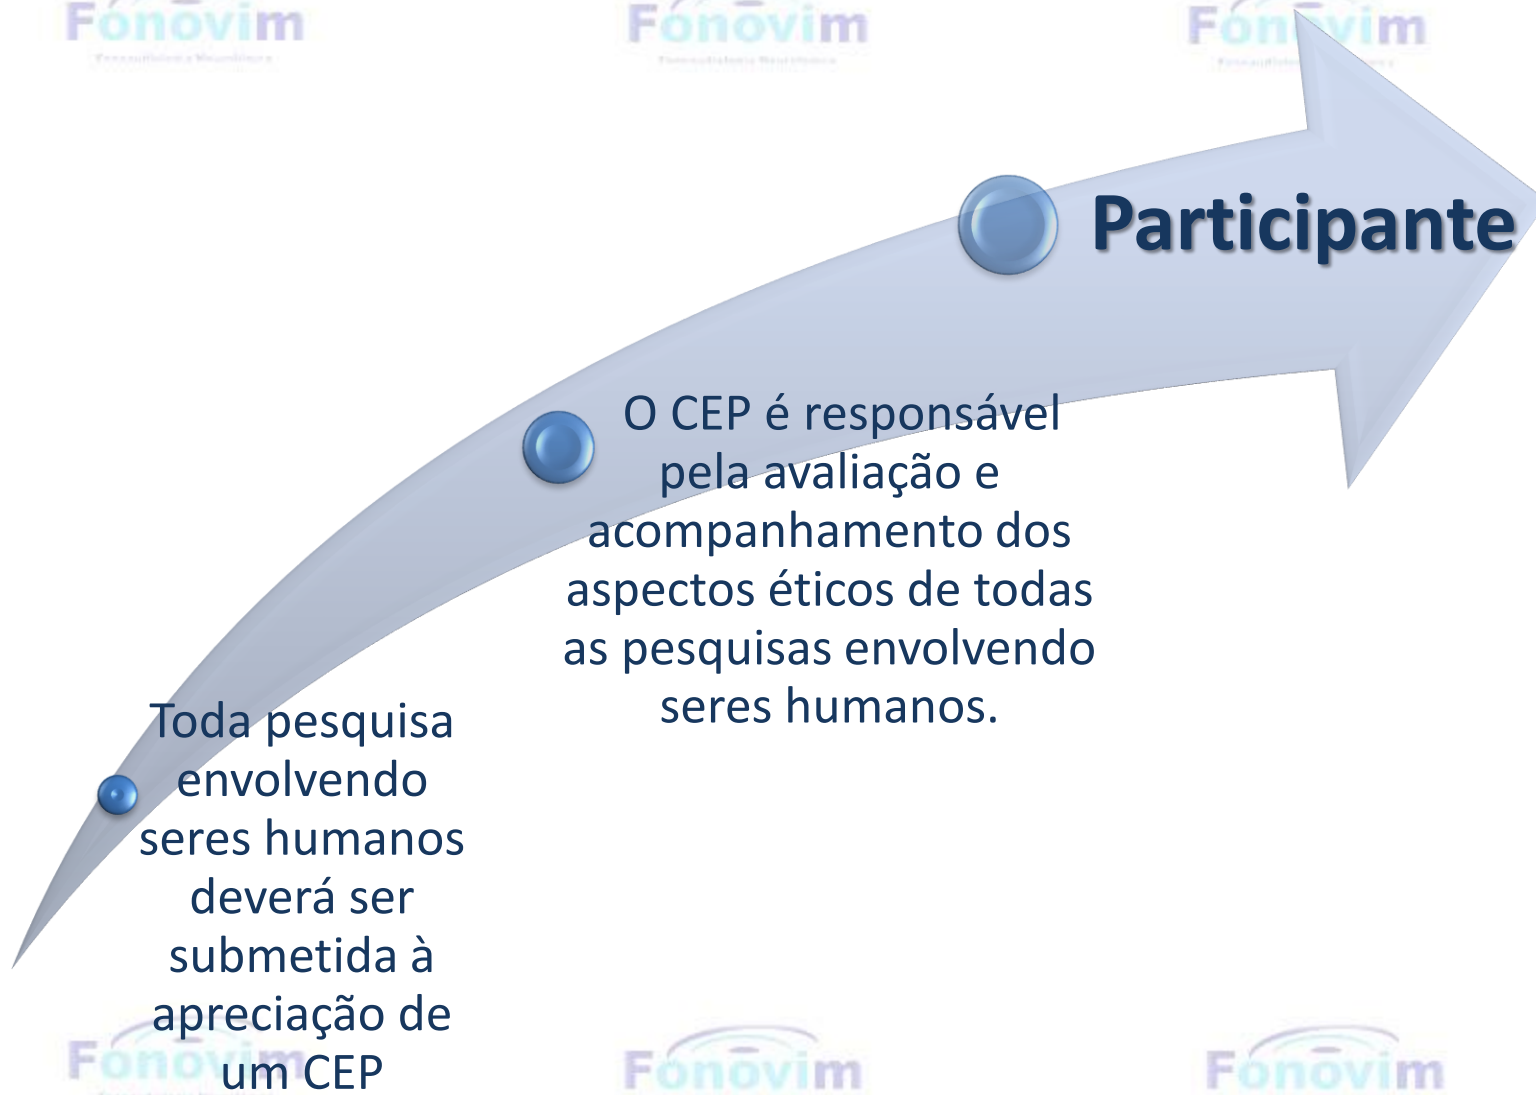 Fonovim
Fonovim
Fonovim
Participante
O CEP é responsável
pela avaliação e
acompanhamento dos
aspectos éticos de todas
as pesquisas envolvendo
seres humanos.
Toda pesquisa
envolvendo
seres humanos
deverá ser
submetida à
apreciação de
um CEP
Fonovim
Fonovim
Fonovim